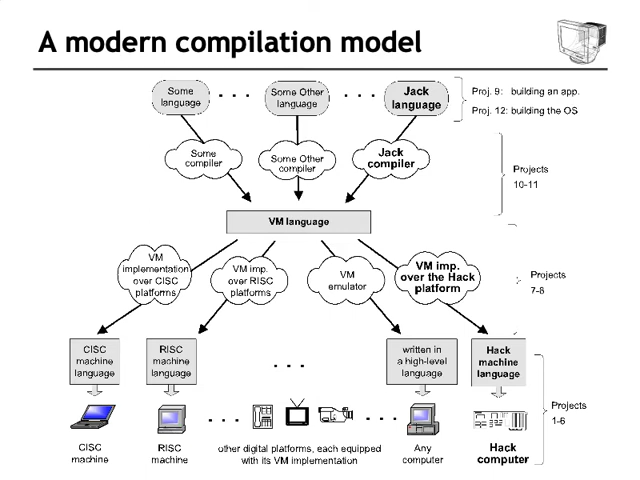 A modern compilation model
Some
language
. . .
Some Other
language
. . .
Jack
language
Proj. 9: building an app.
Proj. 12: building the OS
Some
compiler
Some Other
compiler
Jack
compiler
Projects
10-11
VM language
VM
implementation
over CISC
platforms
VM imp.
over RISC
platforms
VM
emulator
VM imp.
over the Hack
platform
Projects
7-8
CISC
machine
language
RISC
machine
language
. . .
written in
a high-level
language
Hack
machine
language
. . .
. . .
Projects
1-6
CISC
machine
RISC
machine
other digital platforms, each equipped
with its VM implementation
Any
computer
Hack
computer